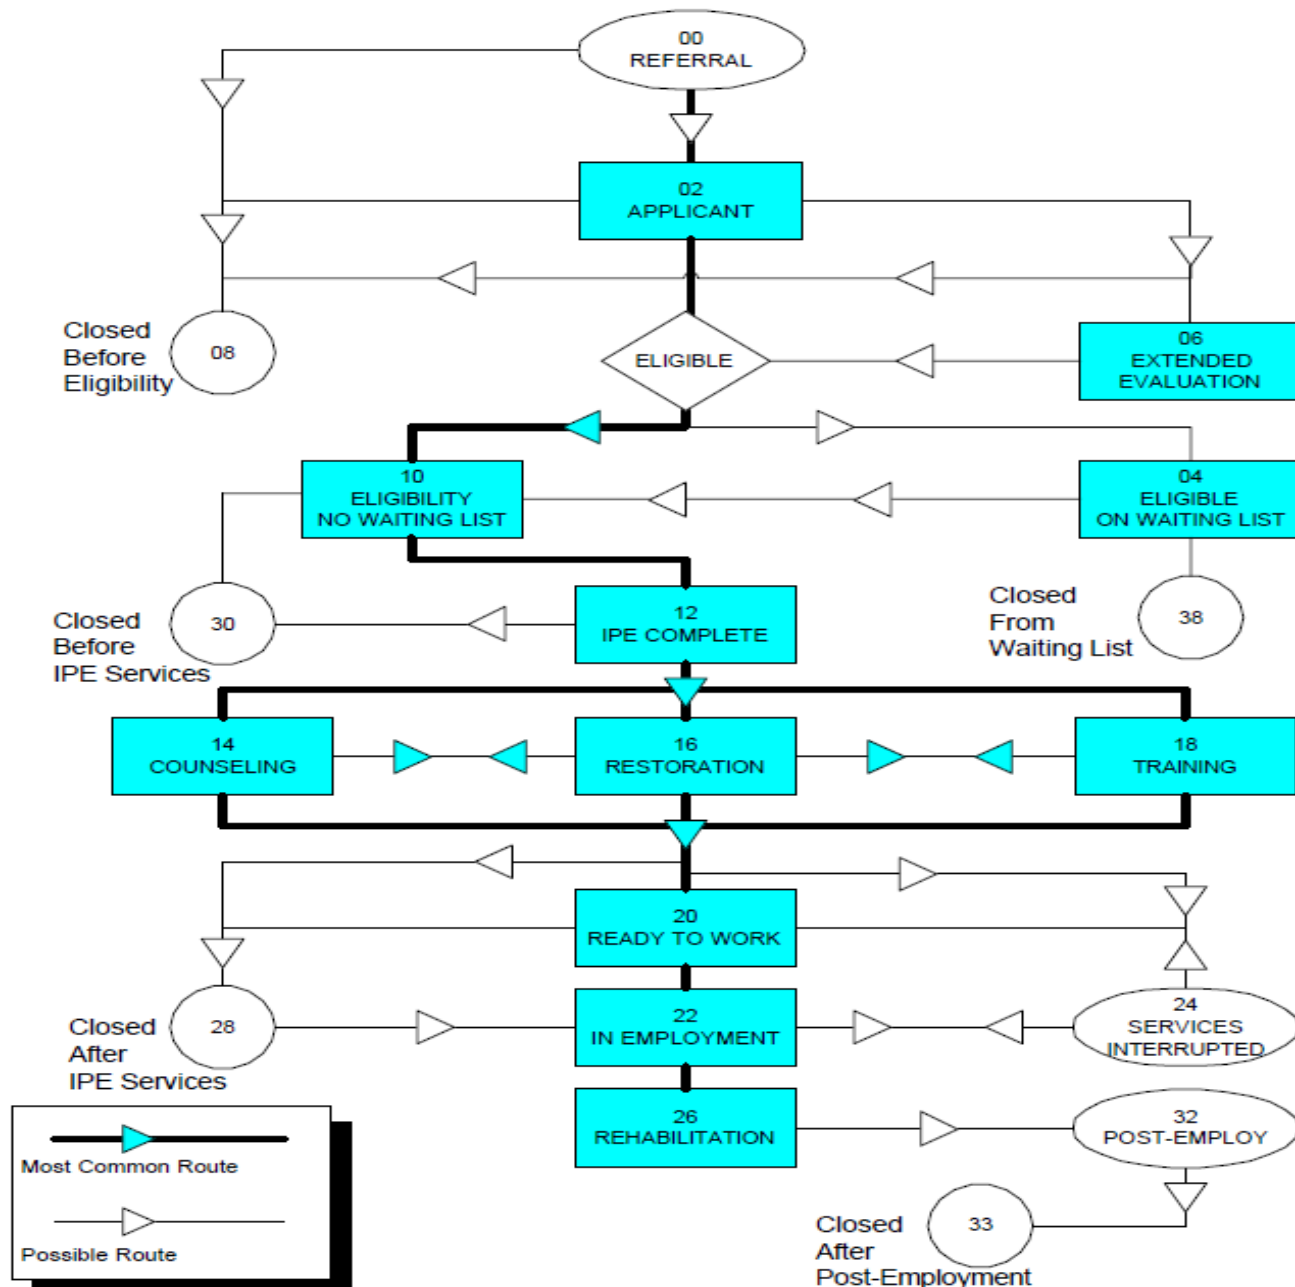 00
REFERRAL
02
APPLICANT
Closed
Before
Eligibility
08
ELIGIBLE
06
EXTENDED
EVALUATION
10
ELIGIBILITY
NO WAITING LIST
04
ELIGIBLE
ON WAITING LIST
Closed
Before
IPE Services
30
12
IPE COMPLETE
Closed
From
Waiting List
38
14
COUNSELING
16
RESTORATION
18
TRAINING
20
READY TO WORK
Closed
After
IPE Services
28
22
IN EMPLOYMENT
24
SERVICES
INTERRUPTED
26
REHABILITATION
32
POST-EMPLOY
Most Common Route
Possible Route
Closed
After
Post-Employment
33